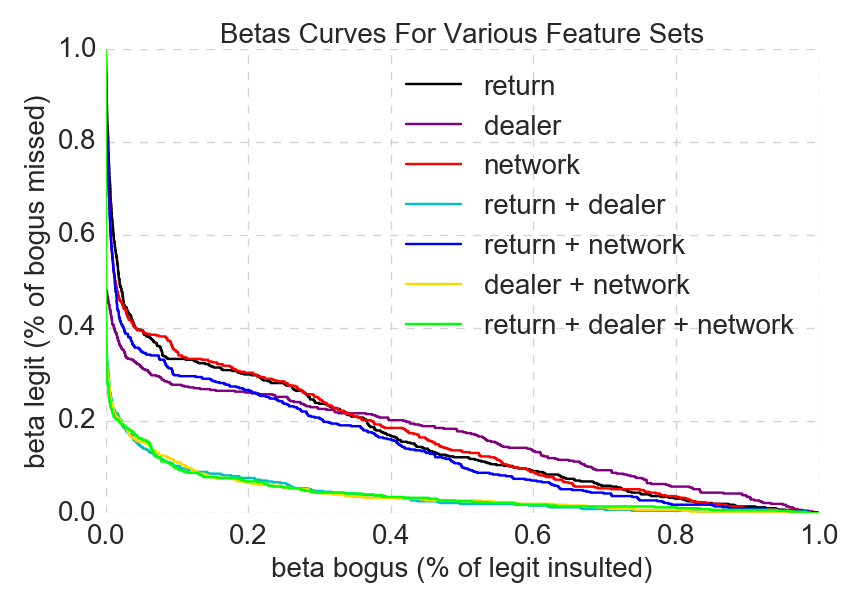 Betas Curves For Various Feature Sets
1.0
0.8
0.6
0.4
0.2
0.0
beta legit (% of bogus missed)
return
dealer
network
return + dealer
return + network
dealer + network
return + dealer + network
0.0 0.2 0.4 0.6 0.8 1.0
beta bogus (% of legit insulted)